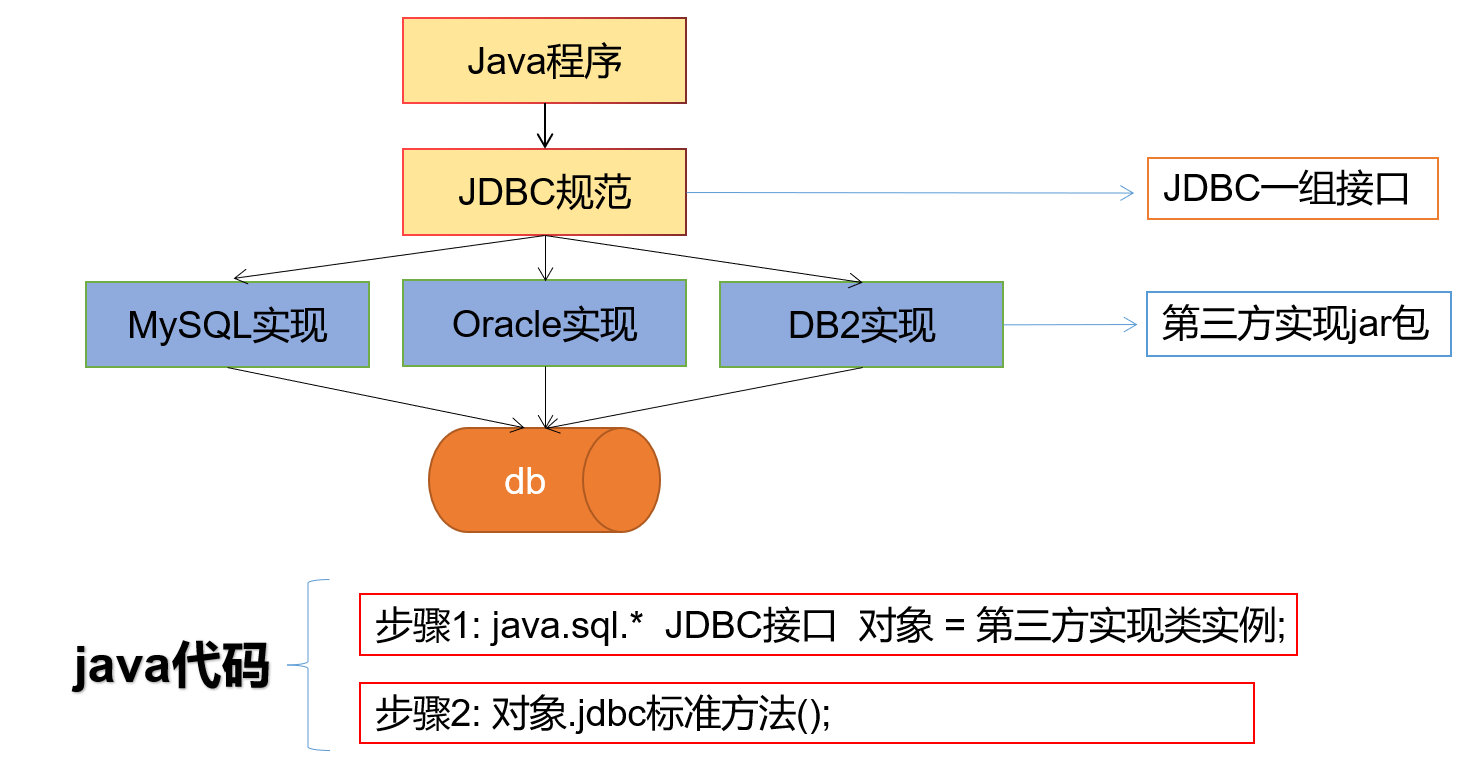 Java程序
JDBC规范
JDBC一组接口
MySQL实现
Oracle实现
DB2实现
第三方实现jar包
db
java代码
步骤1: java.sql.*  JDBC接口  对象 = 第三方实现类实例;
步骤2: 对象.jdbc标准方法();